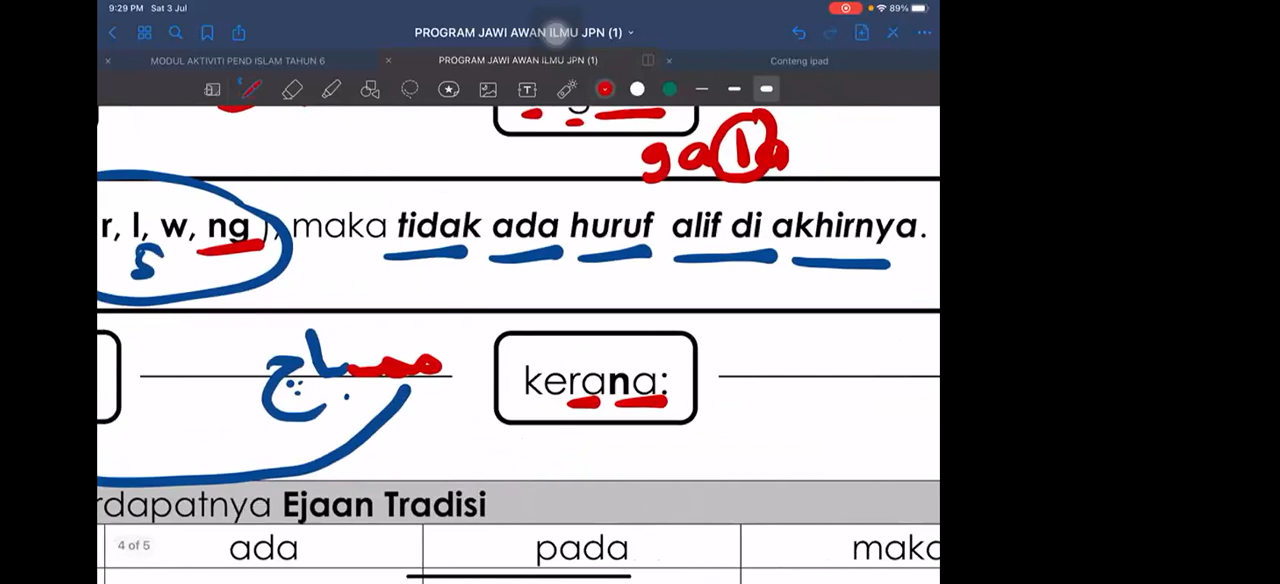 9:29 PM Sat 3 Jul
89%
PROGRAM JAWI AWAN ILMU JPN (1)
MODUL AKTIVITI PEND ISLAM TAHUN 6
PROGRAM JAWI AWAN ILMU JPN (1)
Conteng ipad
gala
r, l, w, ng ), maka tidak ada huruf alif di akhirnya.
5
kerana:
rdapatnya Ejaan Tradisi
4 of 5
ada
pada
mako